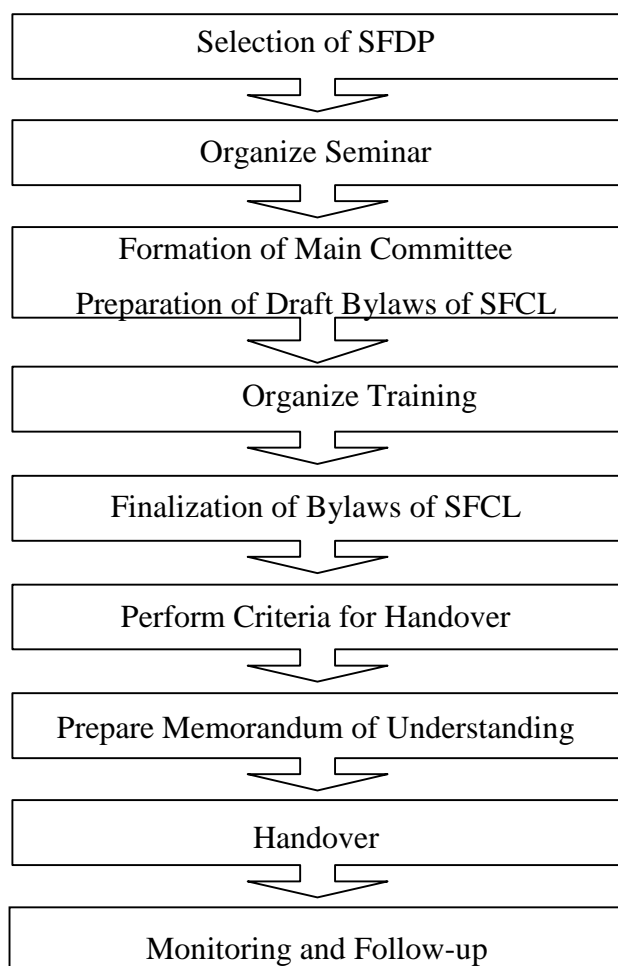 Selection of SFDP
Organize Seminar
Formation of Main Committee
Preparation of Draft Bylaws of SFCL
Organize Training
Finalization of Bylaws of SFCL
Perform Criteria for Handover
Prepare Memorandum of Understanding
Handover
Monitoring and Follow-up